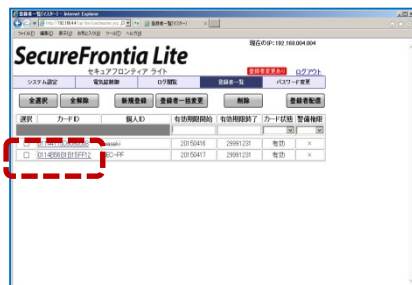 現在のIP:192.168.004.004
SecureFrontia Lite
セキュアフロンティア ライト
登録者変更あり ログアウト
システム設定 電気錠制御 ログ閲覧 登録者一覧 パスワード変更
全選択 全解除 新規登録 登録者一括変更 削除 登録者配信
選択 カードID 個人ID 有効期限開始 有効期限終了 カード状態 警備権限
20150416 29991231 有効 ×
20150417 29991231 有効 ×